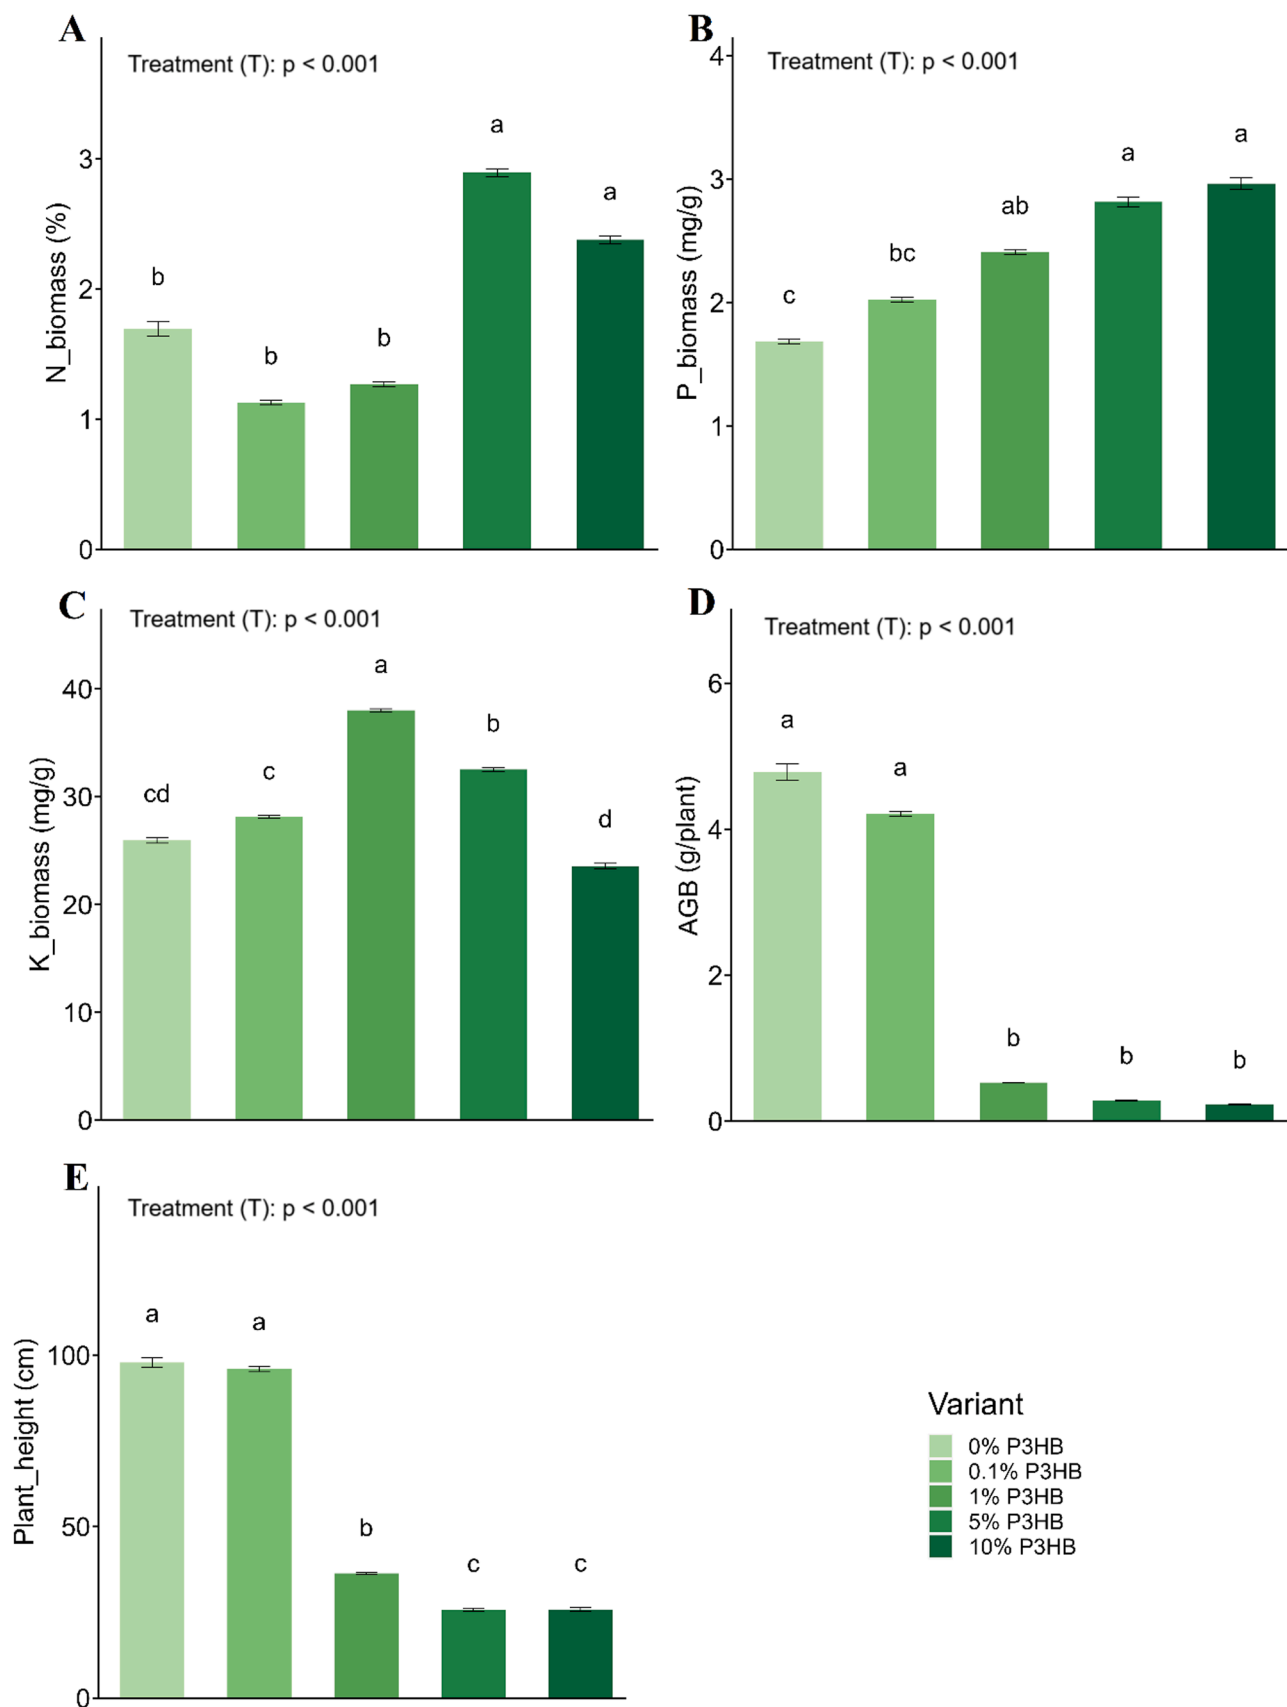 A
Treatment (T): p < 0.001
N_biomass (%)
3
2
1
0
a
a
b
b
b
B
Treatment (T): p < 0.001
P_biomass (mg/g)
4
3
2
1
0
a
a
ab
bc
c
C
Treatment (T): p < 0.001
K_biomass (mg/g)
40
30
20
10
0
a
b
c
cd
d
D
Treatment (T): p < 0.001
AGB (g/plant)
6
4
2
0
a
a
b
b
b
E
Treatment (T): p < 0.001
Plant_height (cm)
100
50
0
a
a
b
c
c
Variant
0% P3HB
0.1% P3HB
1% P3HB
5% P3HB
10% P3HB